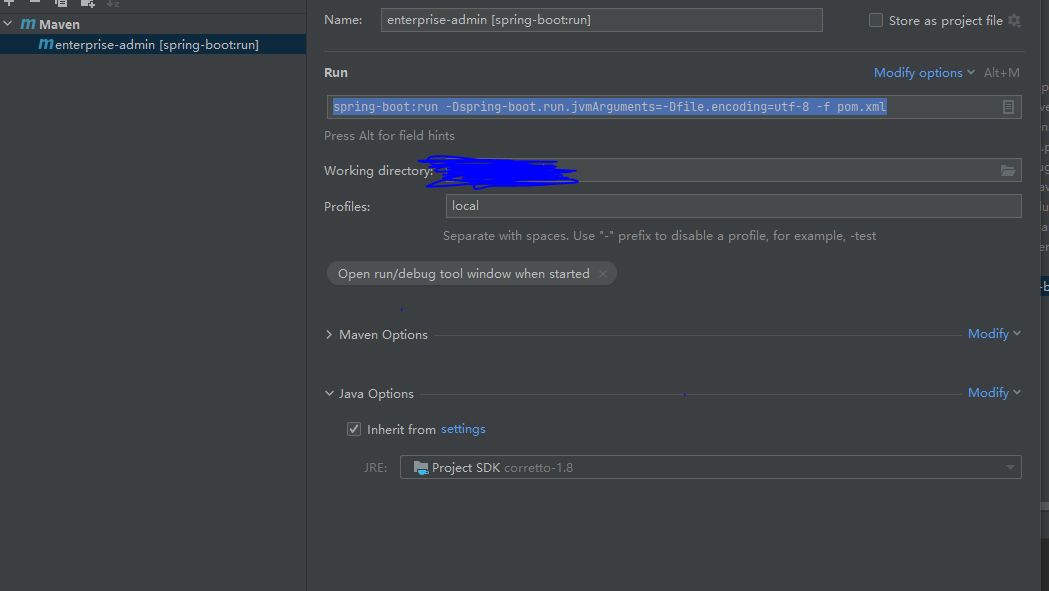 Maven
enterprise-admin [spring-boot:run]
Name: enterprise-admin [spring-boot:run] Store as project file
Run Modify options Alt+M
spring-boot:run -Dspring-boot.run.jvmArguments=-Dfile.encoding=utf-8 -f pom.xml
Press Alt for field hints
Working directory:
Profiles: local
Separate with spaces. Use "-" prefix to disable a profile, for example, -test
Open run/debug tool window when started
Maven Options Modify
Java Options Modify
Inherit from settings
JRE: Project SDK corretto-1.8